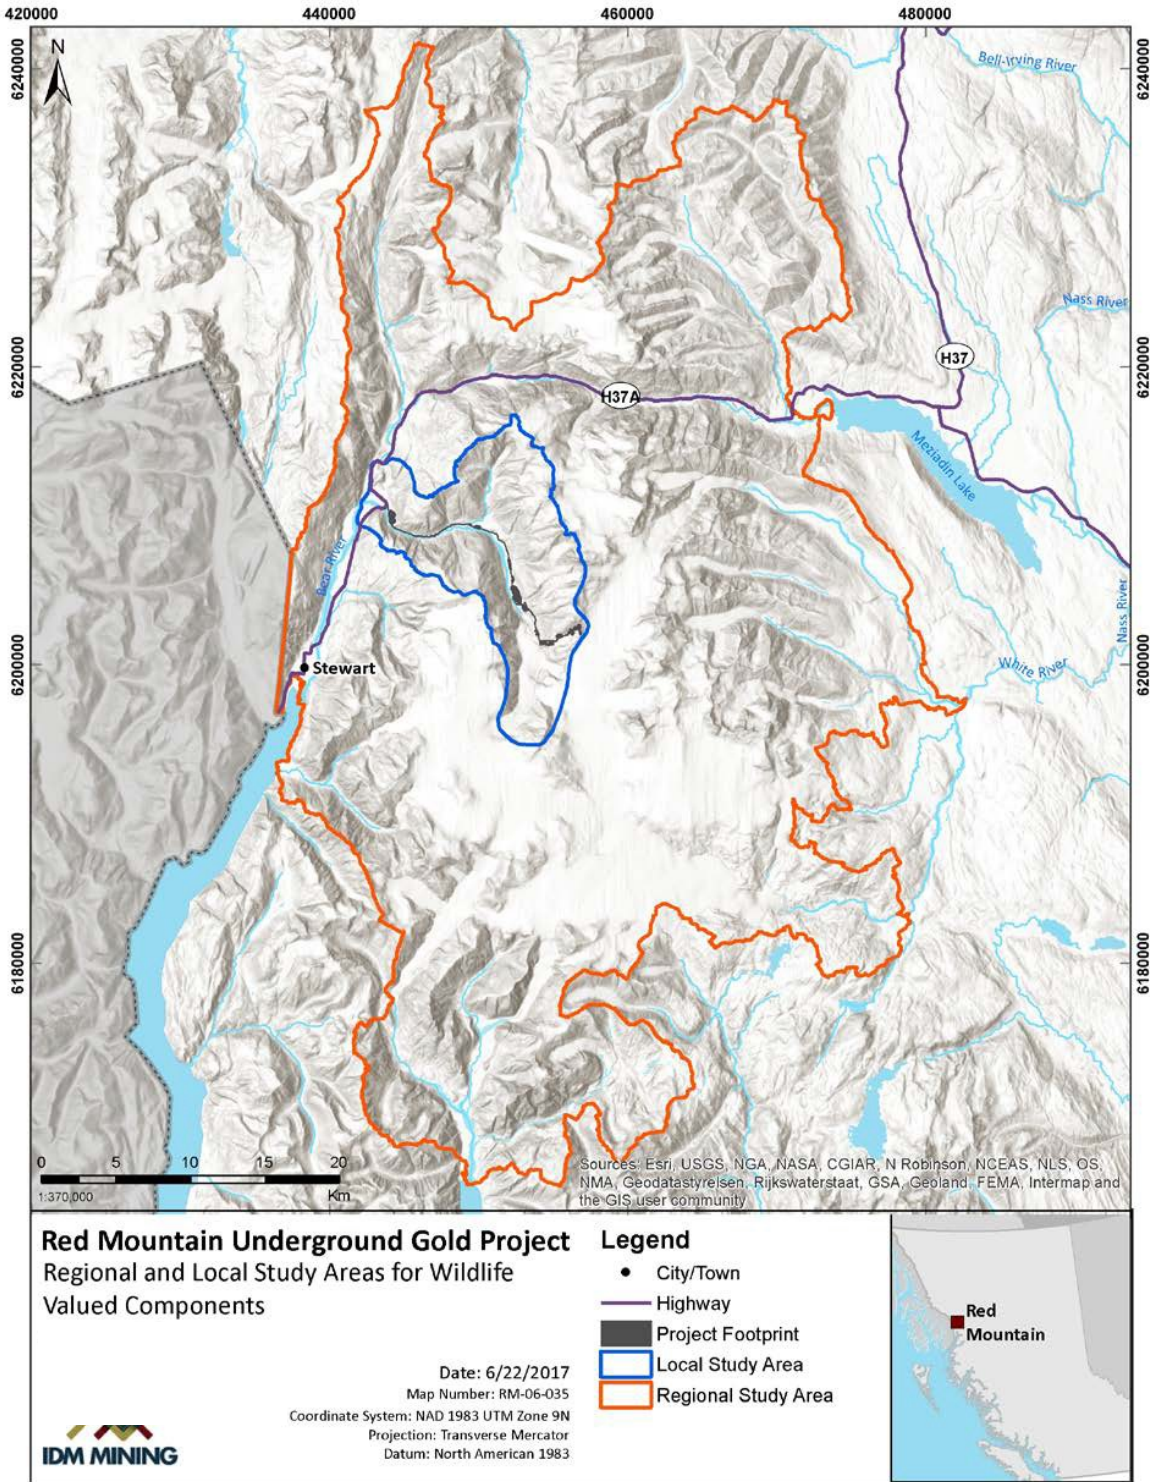 420000
440000
460000
480000
N
6240000
6240000
Bell-Irving River
Nass River
6220000
6220000
H37
H37A
Meziadin Lake
Bear River
Nass River
6200000
6200000
White River
Stewart
6180000
6180000
0 5 10 15 20
Km
1:370,000
Sources: Esri, USGS, NGA, NASA, CGIAR, N Robinson, NCEAS, NLS, OS,
NMA, Geodatastyrelsen, Rijkswaterstaat, GSA, Geoland, FEMA, Intermap and
the GIS user community
Red Mountain Underground Gold Project
Regional and Local Study Areas for Wildlife
Valued Components
Date: 6/22/2017
Map Number: RM-06-035
Coordinate System: NAD 1983 UTM Zone 9N
Projection: Transverse Mercator
Datum: North American 1983
IDM MINING
Legend
City/Town
Highway
Project Footprint
Local Study Area
Regional Study Area
Red
Mountain